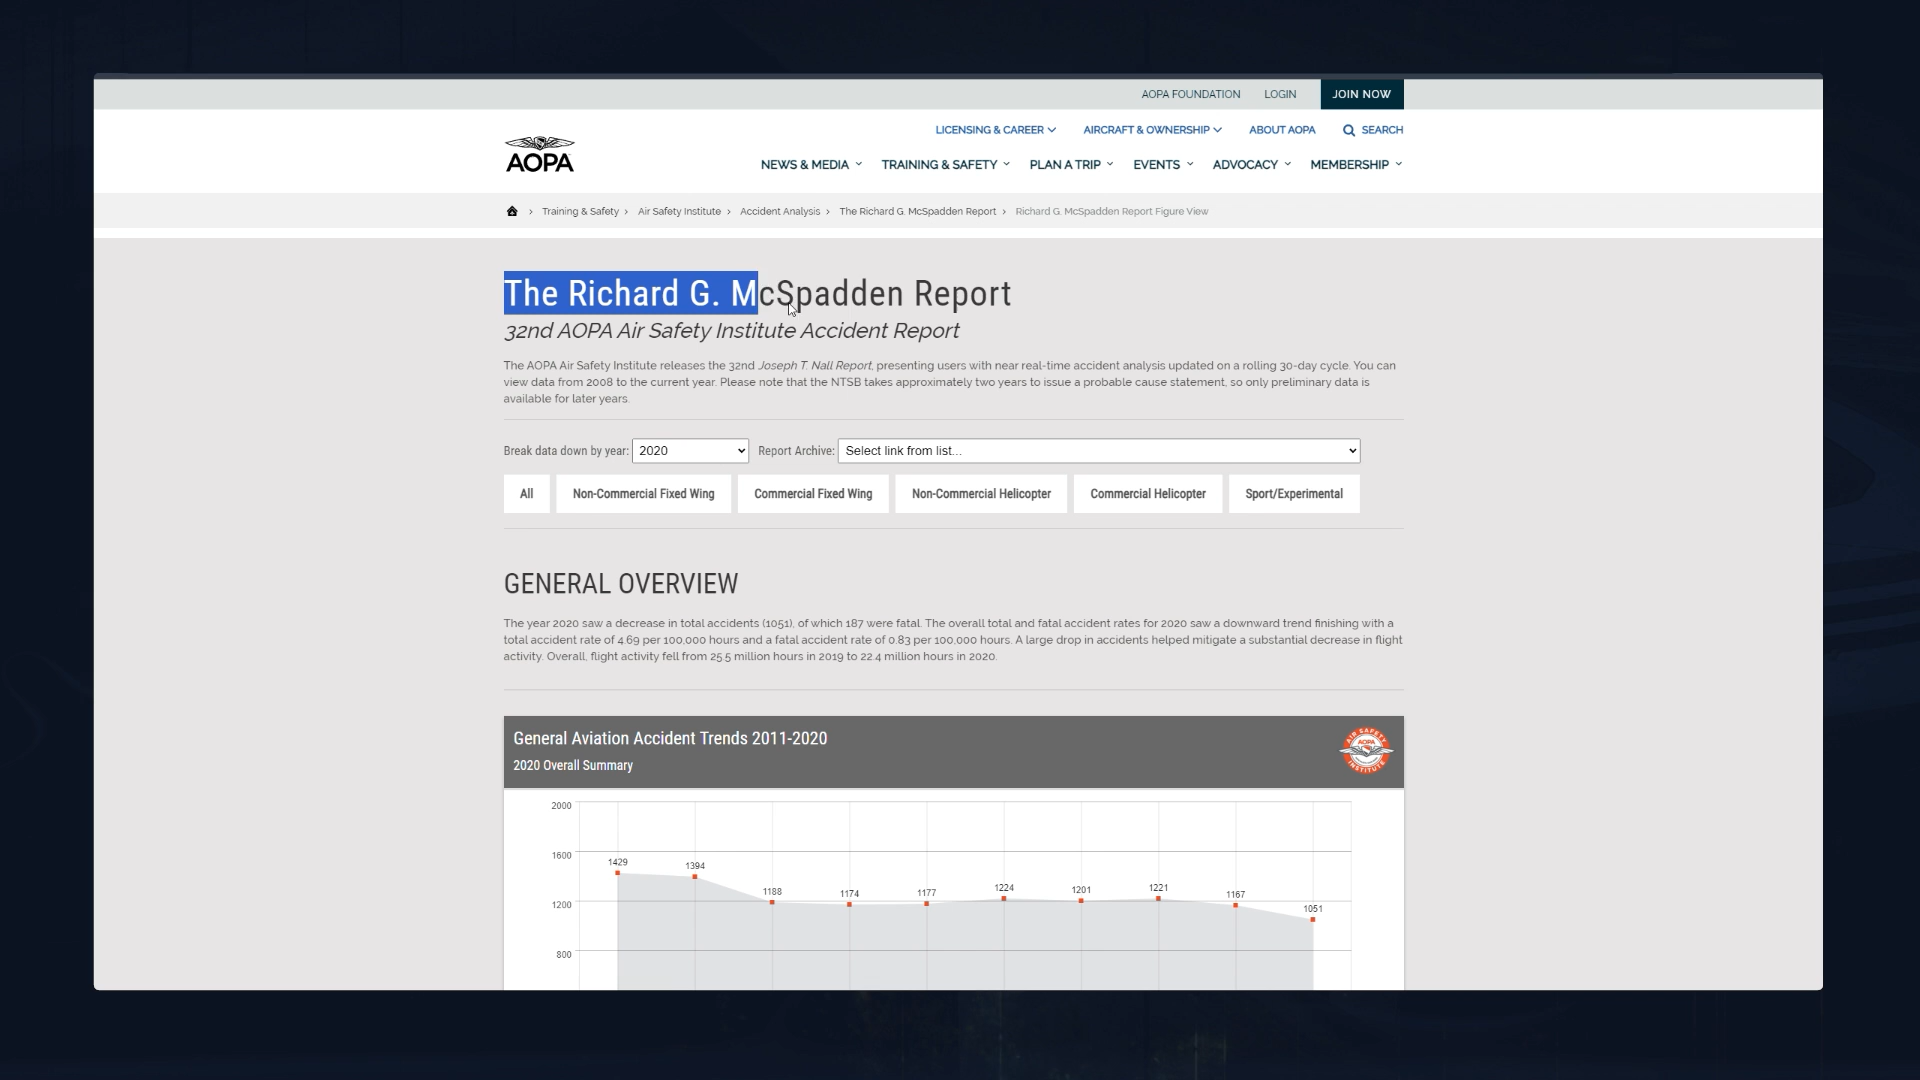 AOPA FOUNDATION LOGIN JOIN NOW
LICENSING & CAREER AIRCRAFT & OWNERSHIP ABOUT AOPA SEARCH
AOPA
NEWS & MEDIA TRAINING & SAFETY PLAN A TRIP EVENTS ADVOCACY MEMBERSHIP
Training & Safety › Air Safety Institute › Accident Analysis › The Richard G. McSpadden Report › Richard G. McSpadden Report Figure View
The Richard G. McSpadden Report
32nd AOPA Air Safety Institute Accident Report
The AOPA Air Safety Institute releases the 32nd Joseph T. Nall Report, presenting users with near real-time accident analysis updated on a rolling 30-day cycle. You can
view data from 2008 to the current year. Please note that the NTSB takes approximately two years to issue a probable cause statement, so only preliminary data is
available for later years.
Break data down by year: 2020 Report Archive: Select link from list...
All Non-Commercial Fixed Wing Commercial Fixed Wing Non-Commercial Helicopter Commercial Helicopter Sport/Experimental
GENERAL OVERVIEW
The year 2020 saw a decrease in total accidents (1051), of which 187 were fatal. The overall total and fatal accident rates for 2020 saw a downward trend finishing with a
total accident rate of 4.69 per 100,000 hours and a fatal accident rate of 0.83 per 100,000 hours. A large drop in accidents helped mitigate a substantial decrease in flight
activity. Overall, flight activity fell from 25.5 million hours in 2019 to 22.4 million hours in 2020.
General Aviation Accident Trends 2011-2020
2020 Overall Summary
AIR SAFETY
AOPA
INSTITUTE
2000
1600
1429 1394 1188 1174 1177 1224 1201 1221 1167 1051
1200
800